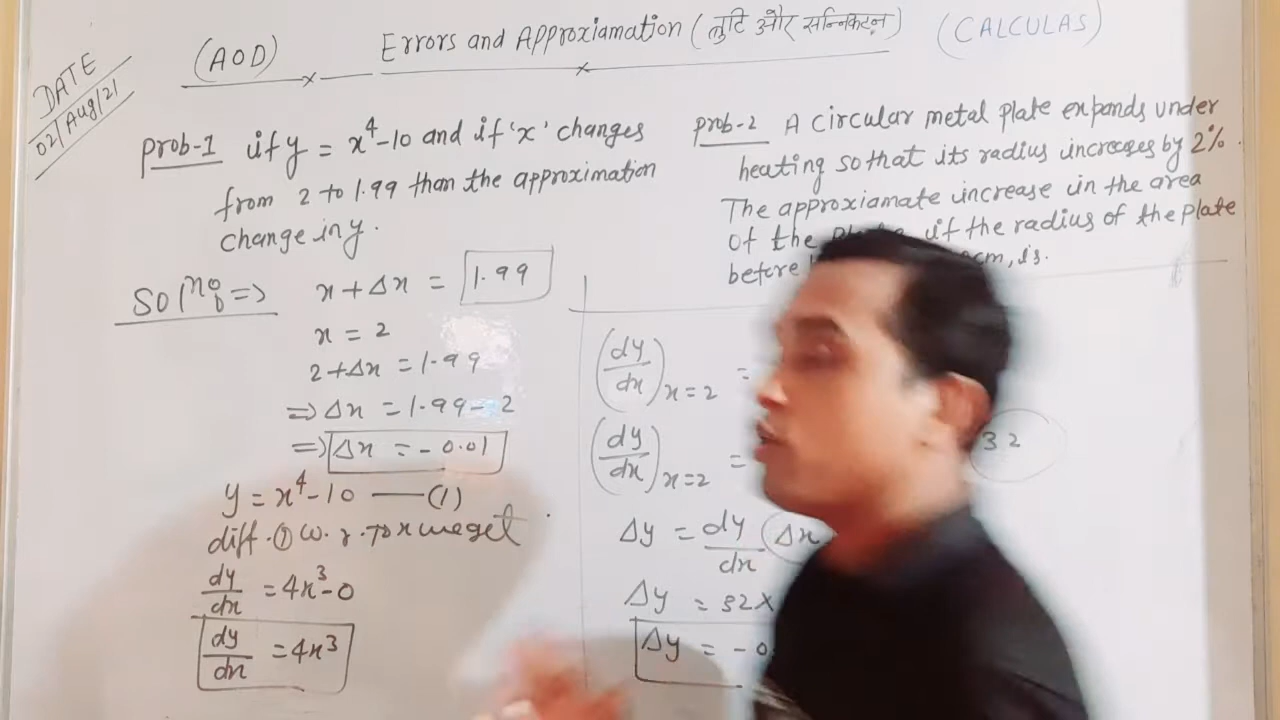 DATE
02/Aug/21
(AOD) Errors and Approxiamation (त्रुटि और सन्निकटन) (CALCULAS)
prob-1 if y = x⁴-10 and if 'x' changes
from 2 to 1.99 than the approximation
change in y.
Solⁿ => x + Δx = 1.99
x = 2
2 + Δx = 1.99
=> Δx = 1.99 - 2
=> Δx = - 0.01
y = x⁴-10 —(1)
diff. ① w. r. To x we get
dy/dx = 4x³-0
dy/dx = 4x³
prob-2 A circular metal plate expands under
heating so that its radius increases by 2%.
The approxiamate increase in the area
of the if the radius of the plate
before cm, is.
(dy/dx)x=2 =
(dy/dx)x=2 = 32
Δy = dy/dx Δx
Δy = 32×
Δy = - 0